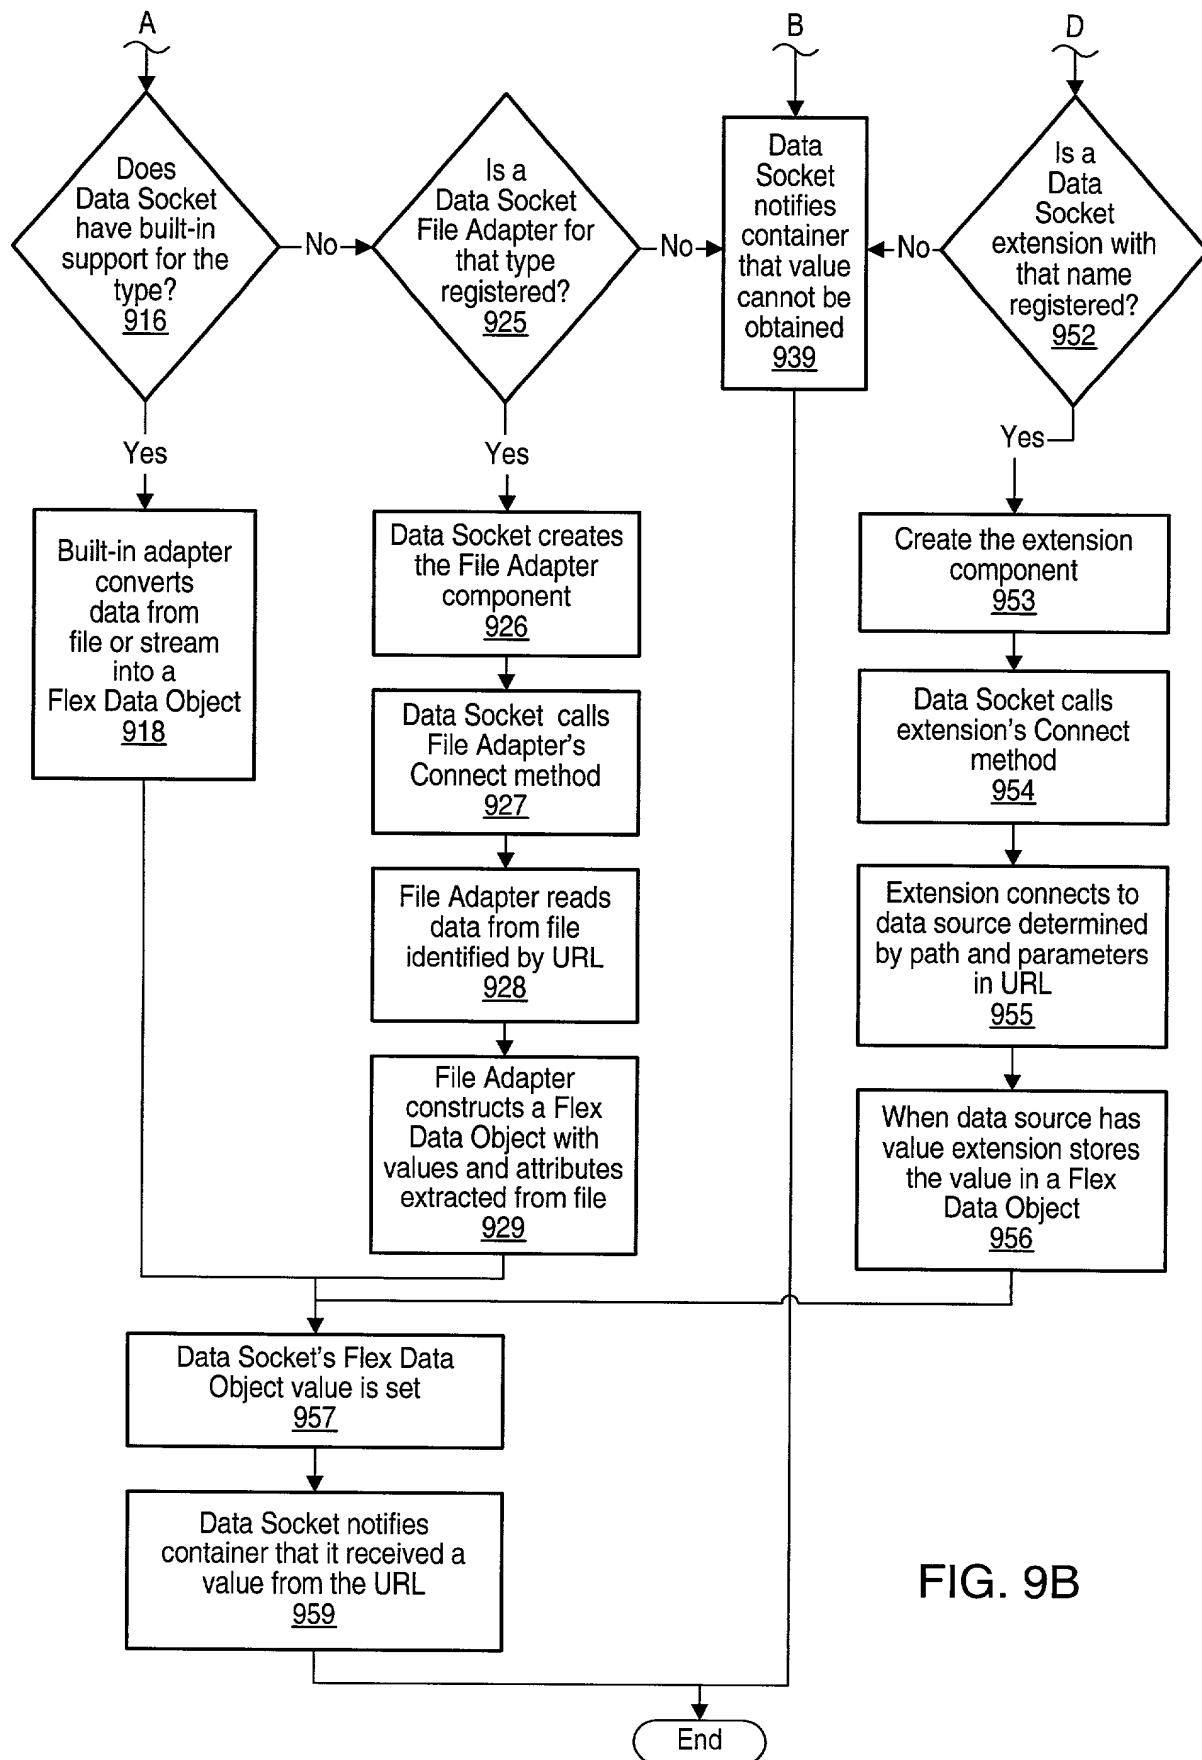 A
B
D
Does
Data Socket
have built-in
support for the
type?
916
No
Is a
Data Socket
File Adapter for
that type
registered?
925
No
Data
Socket
notifies
container
that value
cannot be
obtained
939
No
Is a
Data
Socket
extension with
that name
registered?
952
Yes
Yes
Yes
Built-in adapter
converts
data from
file or stream
into a
Flex Data Object
918
Data Socket creates
the File Adapter
component
926
Data Socket calls
File Adapter's
Connect method
927
File Adapter reads
data from file
identified by URL
928
File Adapter
constructs a Flex
Data Object with
values and attributes
extracted from file
929
Create the extension
component
953
Data Socket calls
extension's Connect
method
954
Extension connects to
data source determined
by path and parameters
in URL
955
When data source has
value extension stores
the value in a Flex
Data Object
956
Data Socket's Flex Data
Object value is set
957
Data Socket notifies
container that it received a
value from the URL
959
FIG. 9B
End